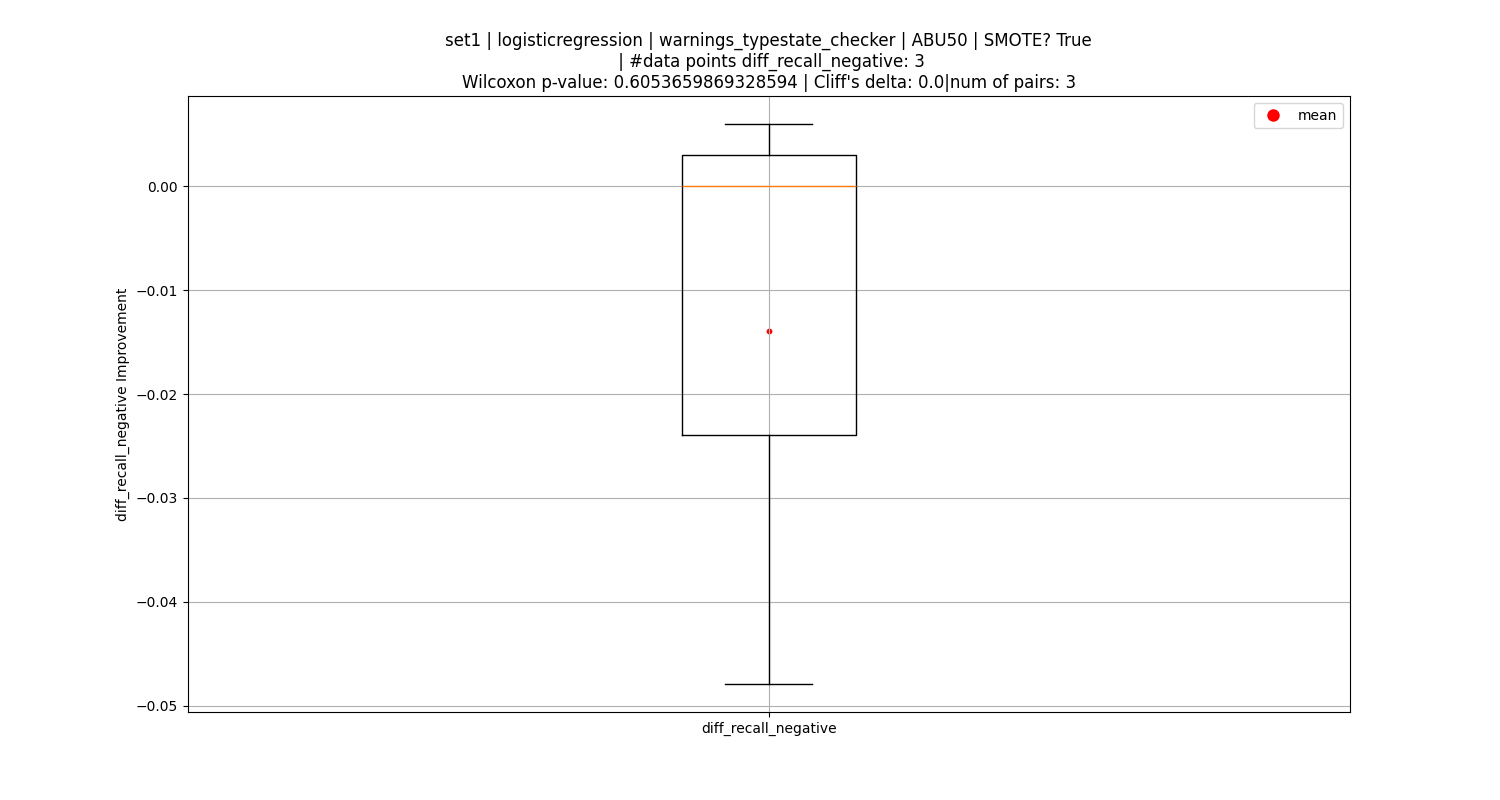 set1 | logisticregression | warnings_typestate_checker | ABU50 | SMOTE? True
| #data points diff_recall_negative: 3
Wilcoxon p-value: 0.6053659869328594 | Cliff's delta: 0.0|num of pairs: 3
mean
0.00
−0.01
−0.02
−0.03
−0.04
−0.05
diff_recall_negative Improvement
diff_recall_negative